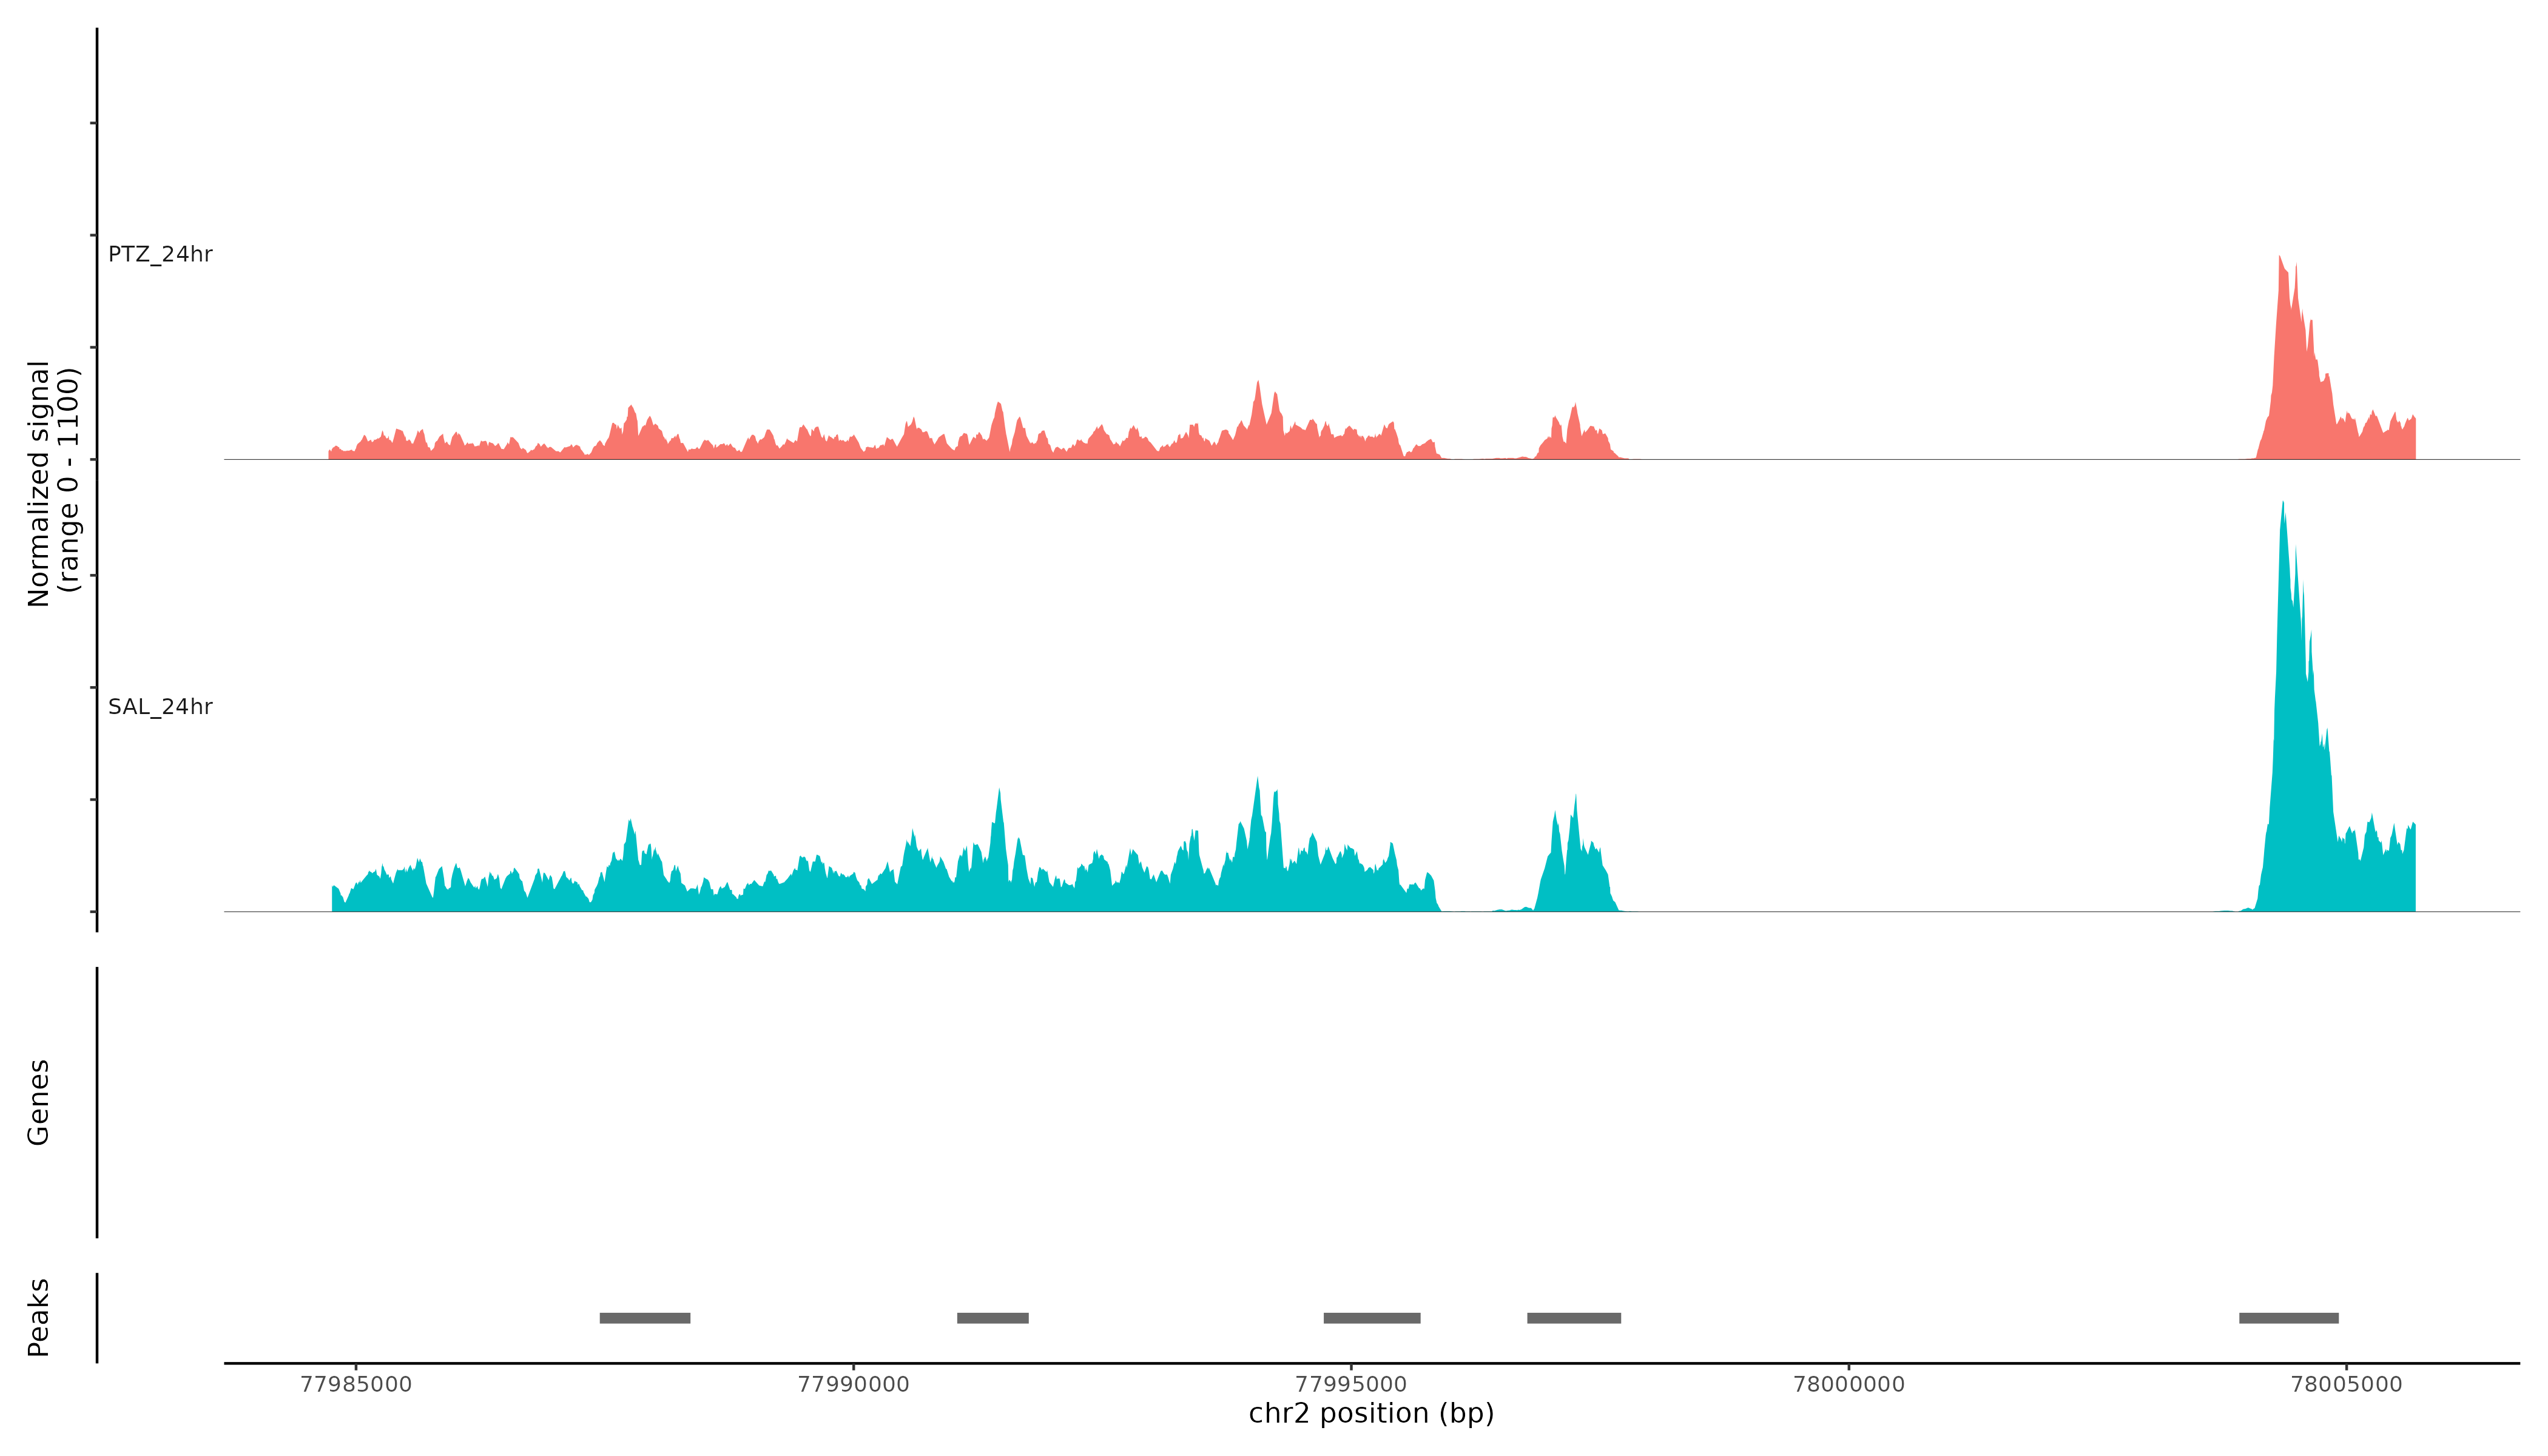 Normalized signal
(range 0 - 1100)
PTZ_24hr
SAL_24hr
Genes
Peaks
77985000
77990000
77995000
78000000
78005000
chr2 position (bp)